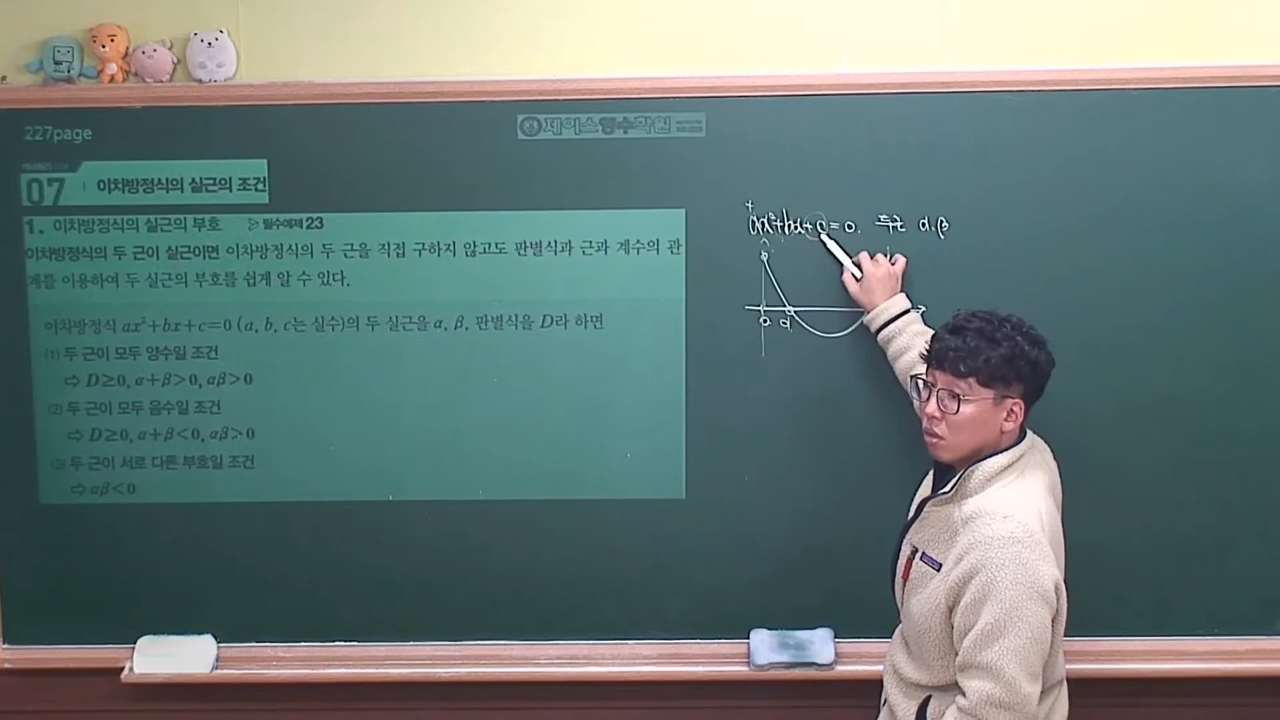 227page
제이스영수학원
07 이차방정식의 실근의 조건
1. 이차방정식의 실근의 부호 ▷ 필수예제 23
이차방정식의 두 근이 실근이면 이차방정식의 두 근을 직접 구하지 않고도 판별식과 근과 계수의 관
계를 이용하여 두 실근의 부호를 쉽게 알 수 있다.
이차방정식 ax²+bx+c=0 (a, b, c는 실수)의 두 실근을 α, β, 판별식을 D라 하면
(1) 두 근이 모두 양수일 조건
⇨ D≥0, α+β>0, αβ>0
(2) 두 근이 모두 음수일 조건
⇨ D≥0, α+β<0, αβ>0
(3) 두 근이 서로 다른 부호일 조건
⇨ αβ<0
+
ax²+bx+c=0. 두근 α.β
0 α